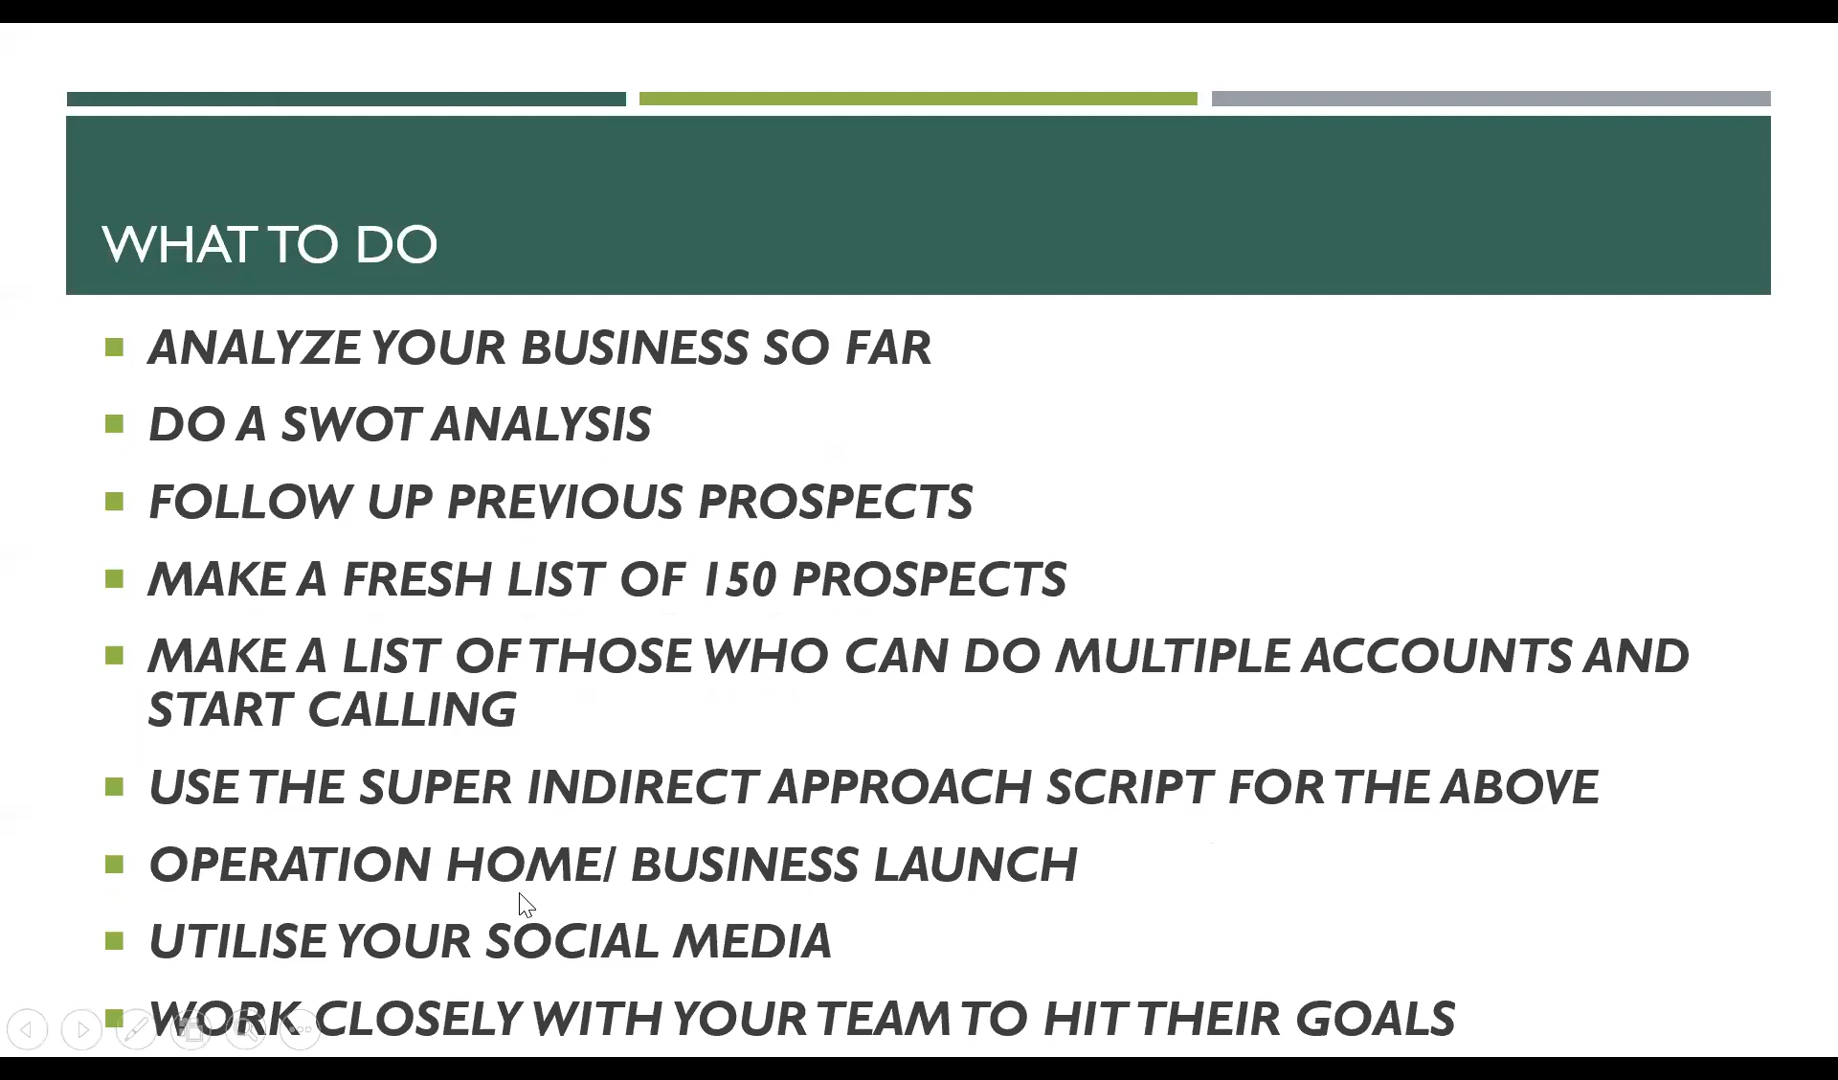 WHAT TO DO
ANALYZE YOUR BUSINESS SO FAR
DO A SWOT ANALYSIS
FOLLOW UP PREVIOUS PROSPECTS
MAKE A FRESH LIST OF 150 PROSPECTS
MAKE A LIST OF THOSE WHO CAN DO MULTIPLE ACCOUNTS AND
START CALLING
USE THE SUPER INDIRECT APPROACH SCRIPT FOR THE ABOVE
OPERATION HOME/ BUSINESS LAUNCH
UTILISE YOUR SOCIAL MEDIA
WORK CLOSELY WITH YOUR TEAM TO HIT THEIR GOALS